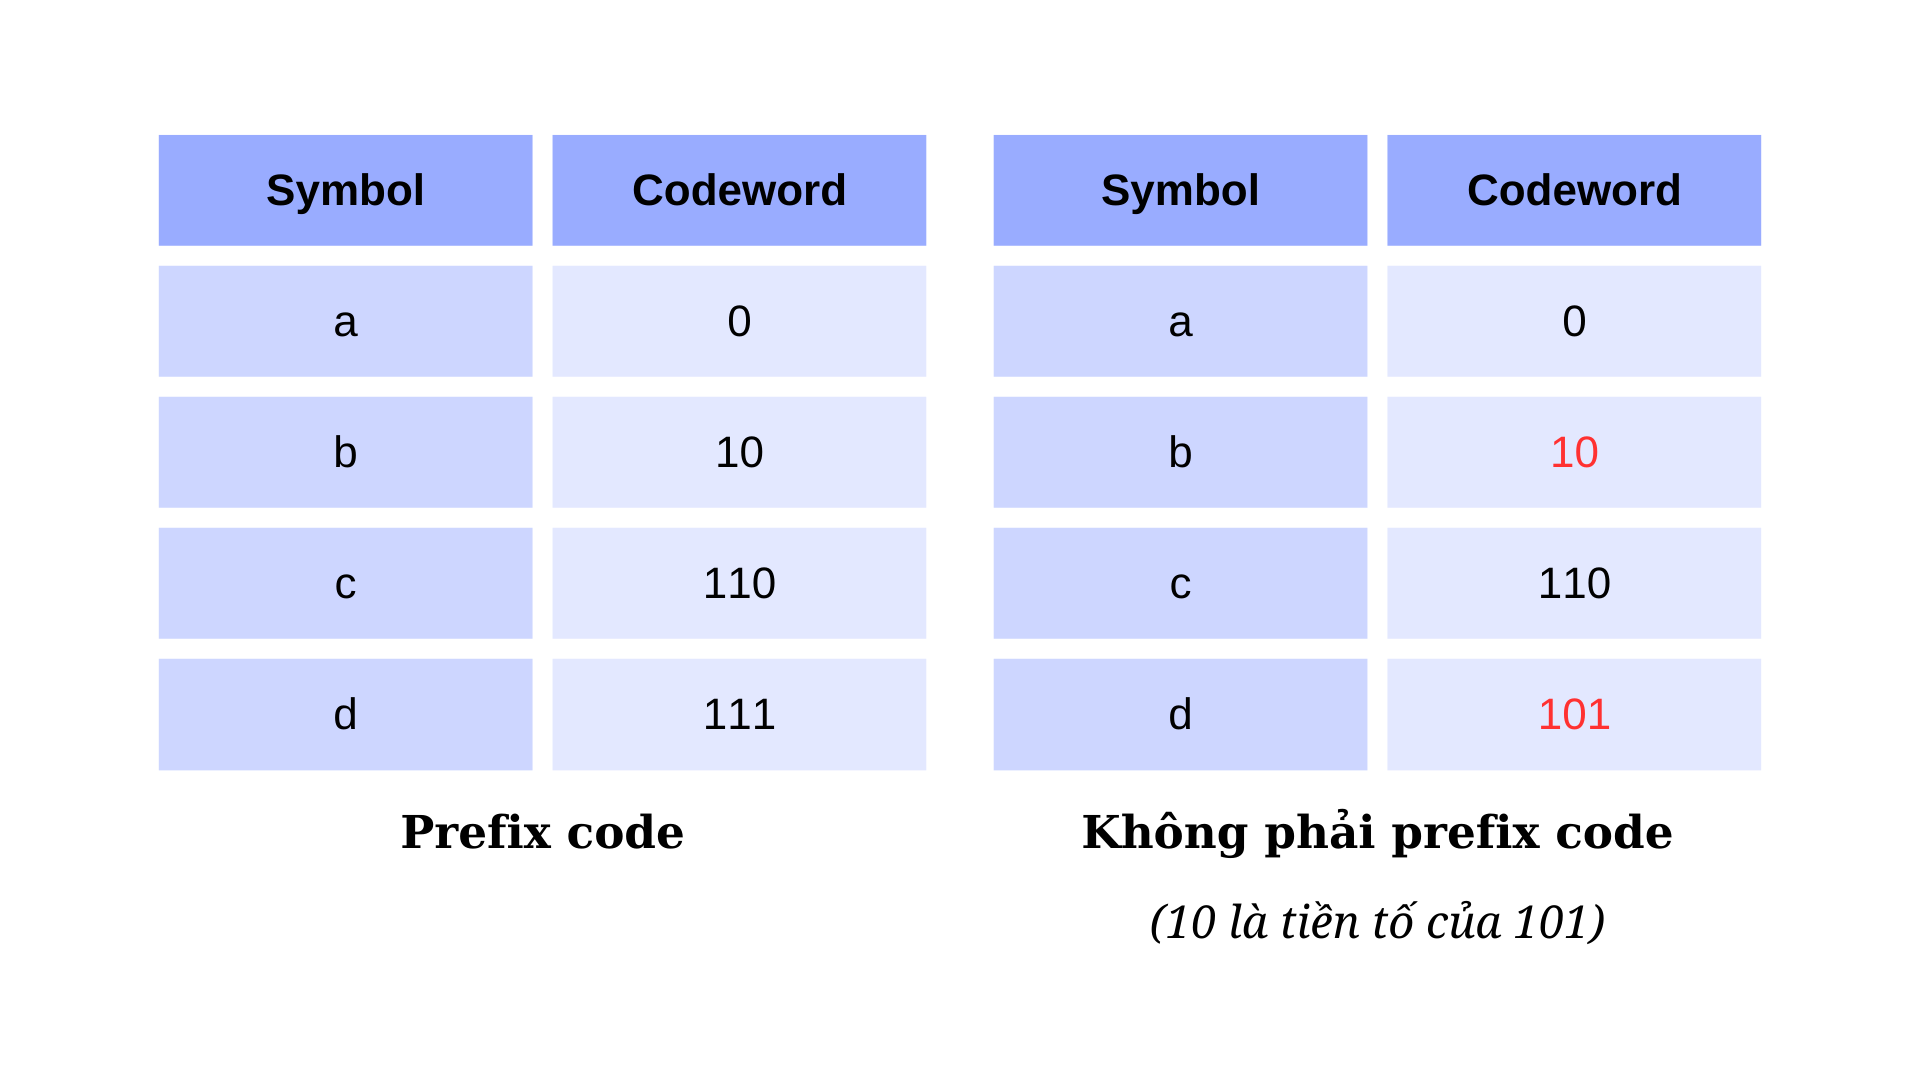 Symbol Codeword
a 0
b 10
c 110
d 111
Prefix code
Symbol Codeword
a 0
b 10
c 110
d 101
Không phải prefix code
(10 là tiền tố của 101)